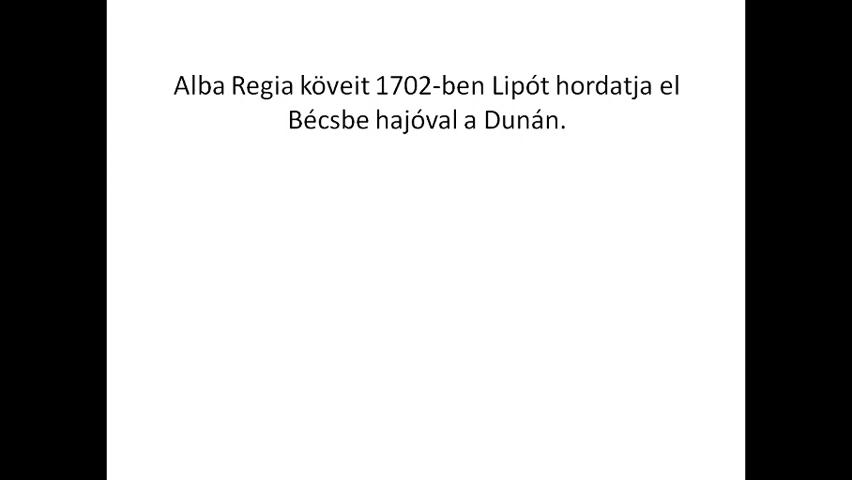 Alba Regia köveit 1702-ben Lipót hordatja el
Bécsbe hajóval a Dunán.